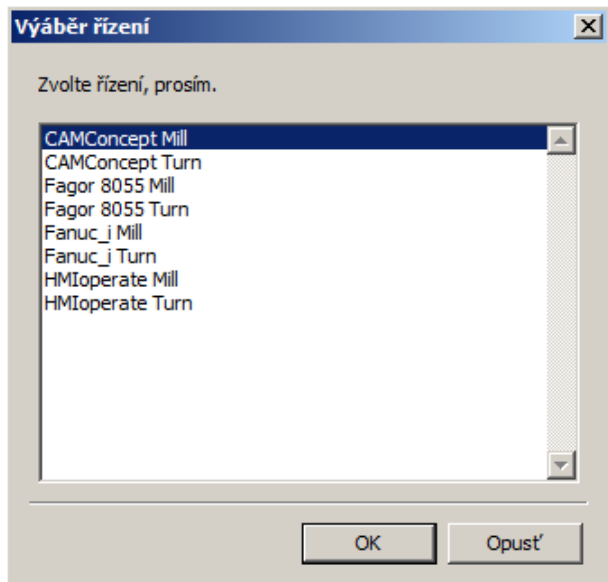 Výáběr řízení
Zvolte řízení, prosím.
CAMConcept Mill
CAMConcept Turn
Fagor 8055 Mill
Fagor 8055 Turn
Fanuc_i Mill
Fanuc_i Turn
HMIoperate Mill
HMIoperate Turn
OK
Opusť